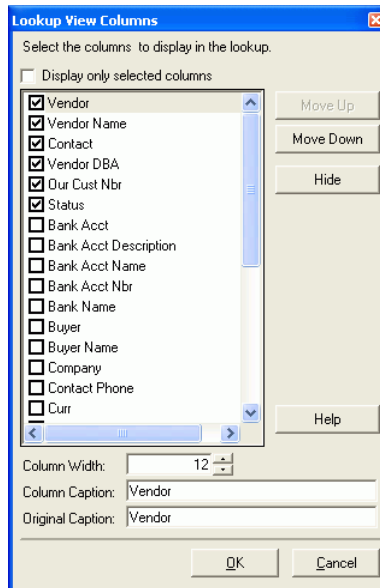 Lookup View Columns
Select the columns to display in the lookup.
Display only selected columns
Vendor
Vendor Name
Contact
Vendor DBA
Our Cust Nbr
Status
Bank Acct
Bank Acct Description
Bank Acct Name
Bank Acct Nbr
Bank Name
Buyer
Buyer Name
Company
Contact Phone
Curr
Move Up
Move Down
Hide
Help
Column Width: 12
Column Caption: Vendor
Original Caption: Vendor
OK Cancel